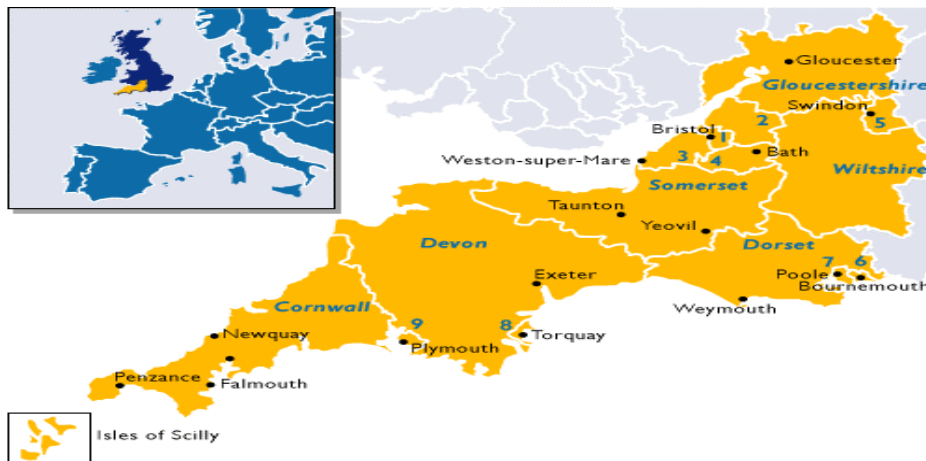 Gloucester
Gloucestershire
Swindon
2
5
Bristol
1
Weston-super-Mare
3
4
Bath
Wiltshire
Somerset
Taunton
Yeovil
Devon
Dorset
7
6
Exeter
Poole
Bournemouth
Cornwall
Weymouth
9
8
Newquay
Plymouth
Torquay
Penzance
Falmouth
Isles of Scilly